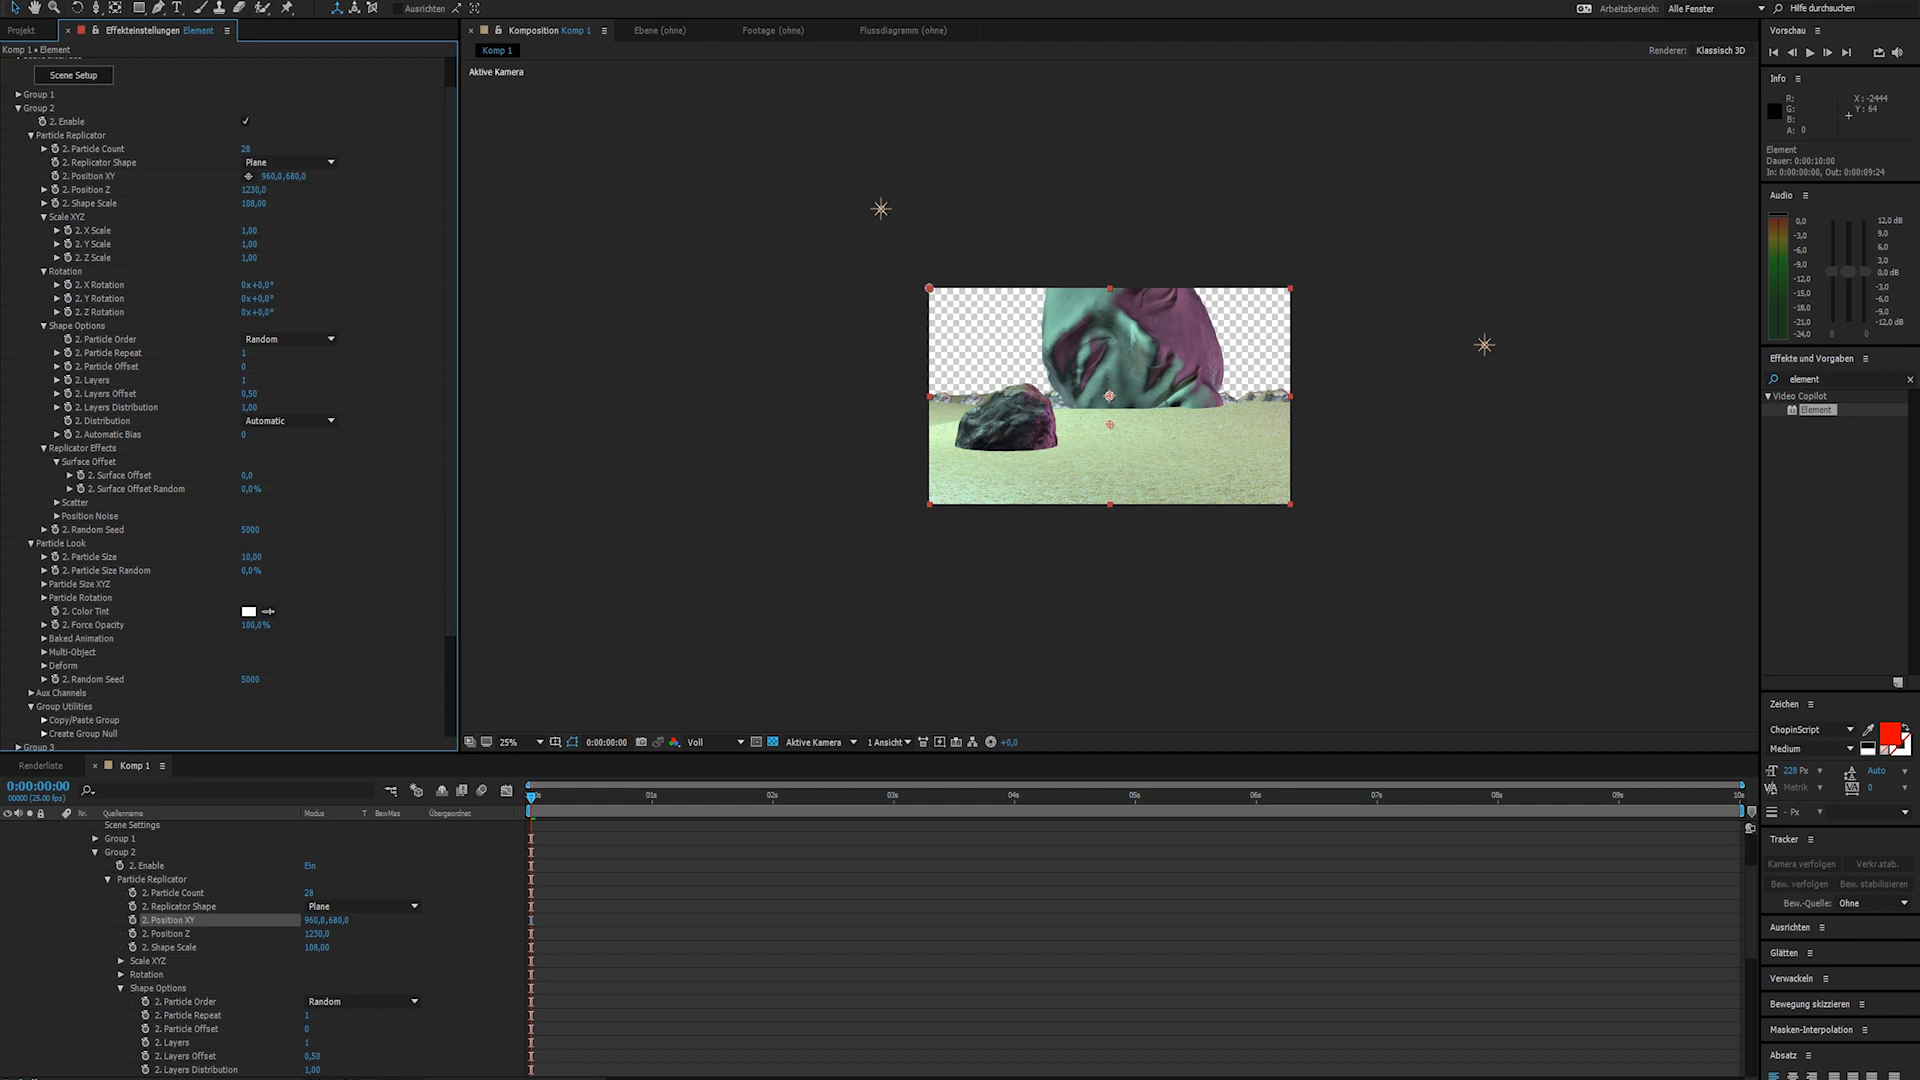 Ausrichten
Arbeitsbereich: Alle Fenster
Hilfe durchsuchen
Projekt
Effekteinstellungen Element
Komp 1 • Element
Scene Setup
Group 1
Group 2
2. Enable
Particle Replicator
2. Particle Count 28
2. Replicator Shape Plane
2. Position XY 960,0,680,0
2. Position Z 1230,0
2. Shape Scale 108,00
Scale XYZ
2. X Scale 1,00
2. Y Scale 1,00
2. Z Scale 1,00
Rotation
2. X Rotation 0x+0,0°
2. Y Rotation 0x+0,0°
2. Z Rotation 0x+0,0°
Shape Options
2. Particle Order Random
2. Particle Repeat 1
2. Particle Offset 0
2. Layers 1
2. Layers Offset 0,50
2. Layers Distribution 1,00
2. Distribution Automatic
2. Automatic Bias 0
Replicator Effects
Surface Offset
2. Surface Offset 0,0
2. Surface Offset Random 0,0%
Scatter
Position Noise
2. Random Seed 5000
Particle Look
2. Particle Size 10,00
2. Particle Size Random 0,0%
Particle Size XYZ
Particle Rotation
2. Color Tint
2. Force Opacity 100,0%
Baked Animation
Multi-Object
Deform
2. Random Seed 5000
Aux Channels
Group Utilities
Copy/Paste Group
Create Group Null
Group 3
Komposition Komp 1
Ebene (ohne)
Footage (ohne)
Flussdiagramm (ohne)
Komp 1
Renderer: Klassisch 3D
Aktive Kamera
25% 0:00:00:00 Voll Aktive Kamera 1 Ansicht +0,0
Vorschau
Info
R:
G:
B:
A: 0
X: -2444
Y: 64
Element
Dauer: 0:00:10:00
In: 0:00:00:00, Out: 0:00:09:24
Audio
0,0
-3,0
-6,0
-9,0
-12,0
-15,0
-18,0
-21,0
-24,0
0 0
12,0 dB
9,0
6,0
3,0
0,0 dB
-3,0
-6,0
-9,0
-12,0 dB
Effekte und Vorgaben
element
Video Copilot
Element
Zeichen
ChopinScript
Medium
228 Px Auto
Metrik 0
- Px
Tracker
Kamera verfolgen Verkr.stab.
Bew. verfolgen Bew. stabilisieren
Bew.-Quelle: Ohne
Ausrichten
Glätten
Verwackeln
Bewegung skizzieren
Masken-Interpolation
Absatz
Renderliste
Komp 1
0:00:00:00
00000 (25.00 fps)
01s 02s 03s 04s 05s 06s 07s 08s 09s 10s
Nr. Quellenname Modus T BewMas Übergeordnet
Scene Settings
Group 1
Group 2
2. Enable Ein
Particle Replicator
2. Particle Count 28
2. Replicator Shape Plane
2. Position XY 960,0,680,0
2. Position Z 1230,0
2. Shape Scale 108,00
Scale XYZ
Rotation
Shape Options
2. Particle Order Random
2. Particle Repeat 1
2. Particle Offset 0
2. Layers 1
2. Layers Offset 0,50
2. Layers Distribution 1,00